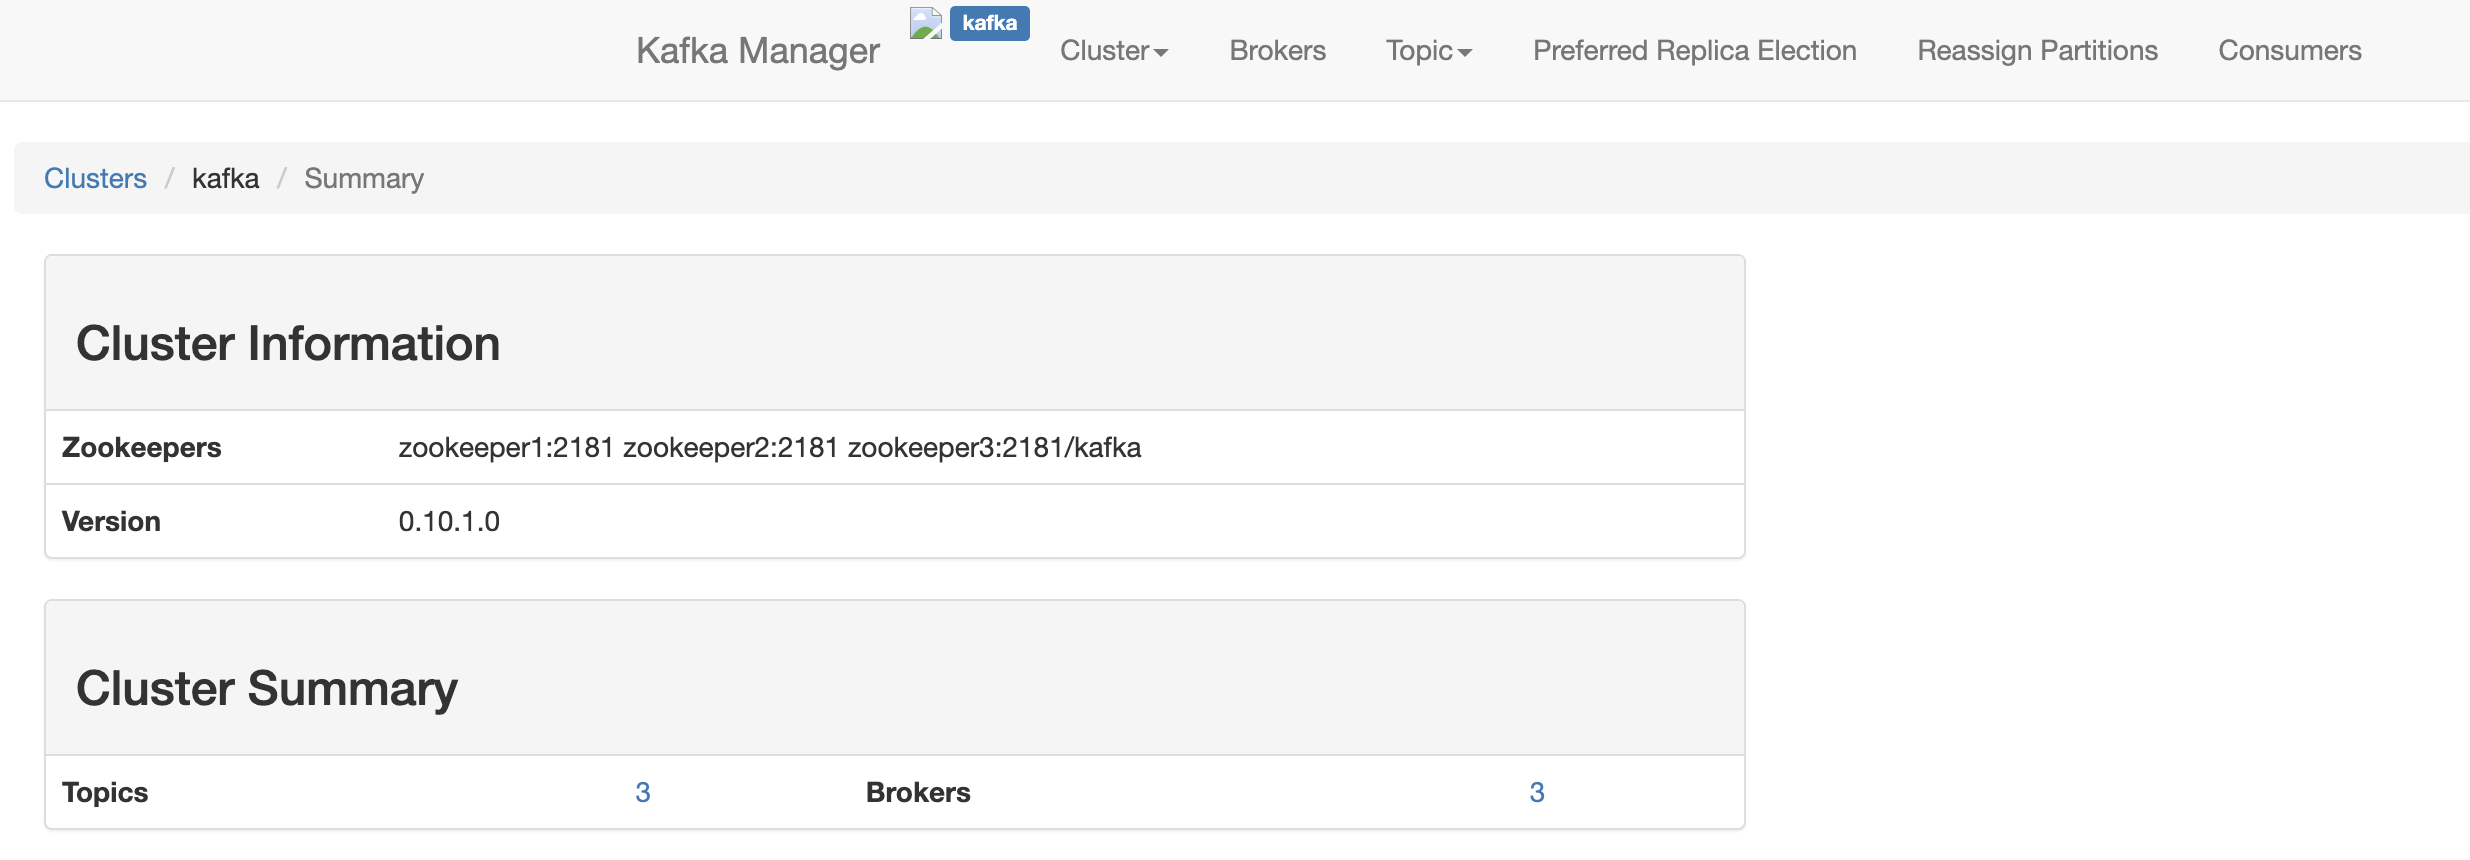 Kafka Manager kafka Cluster Brokers Topic Preferred Replica Election Reassign Partitions Consumers
Clusters / kafka / Summary
Cluster Information
Zookeepers zookeeper1:2181 zookeeper2:2181 zookeeper3:2181/kafka
Version 0.10.1.0
Cluster Summary
Topics 3 Brokers 3